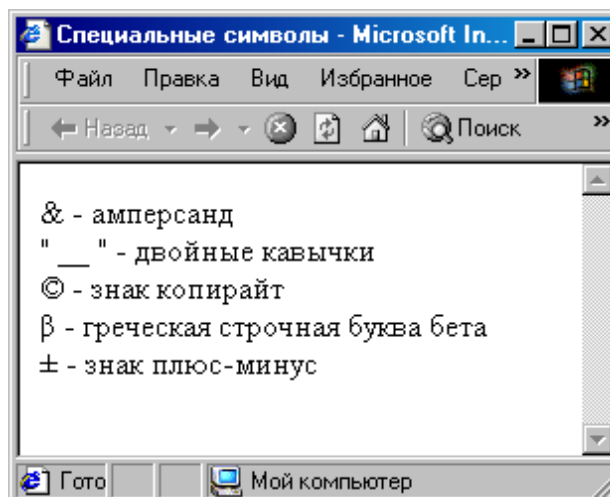 Специальные символы - Microsoft In...
Файл Правка Вид Избранное Сер »
Назад Поиск »
& - амперсанд
" __ " - двойные кавычки
© - знак копирайт
β - греческая строчная буква бета
± - знак плюс-минус
Гото Мой компьютер